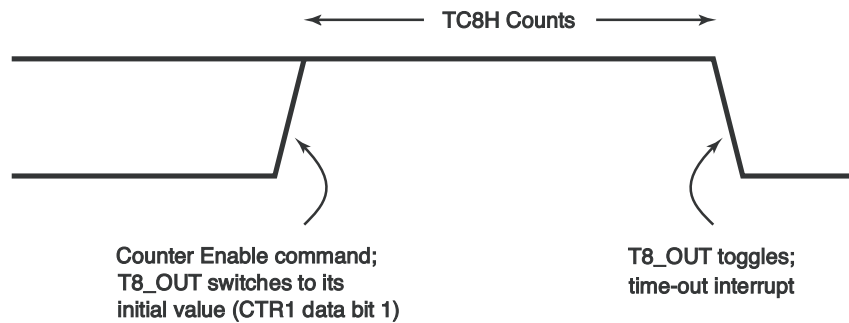 TC8H Counts
Counter Enable command;
T8_OUT switches to its
initial value (CTR1 data bit 1)
T8_OUT toggles;
time-out interrupt